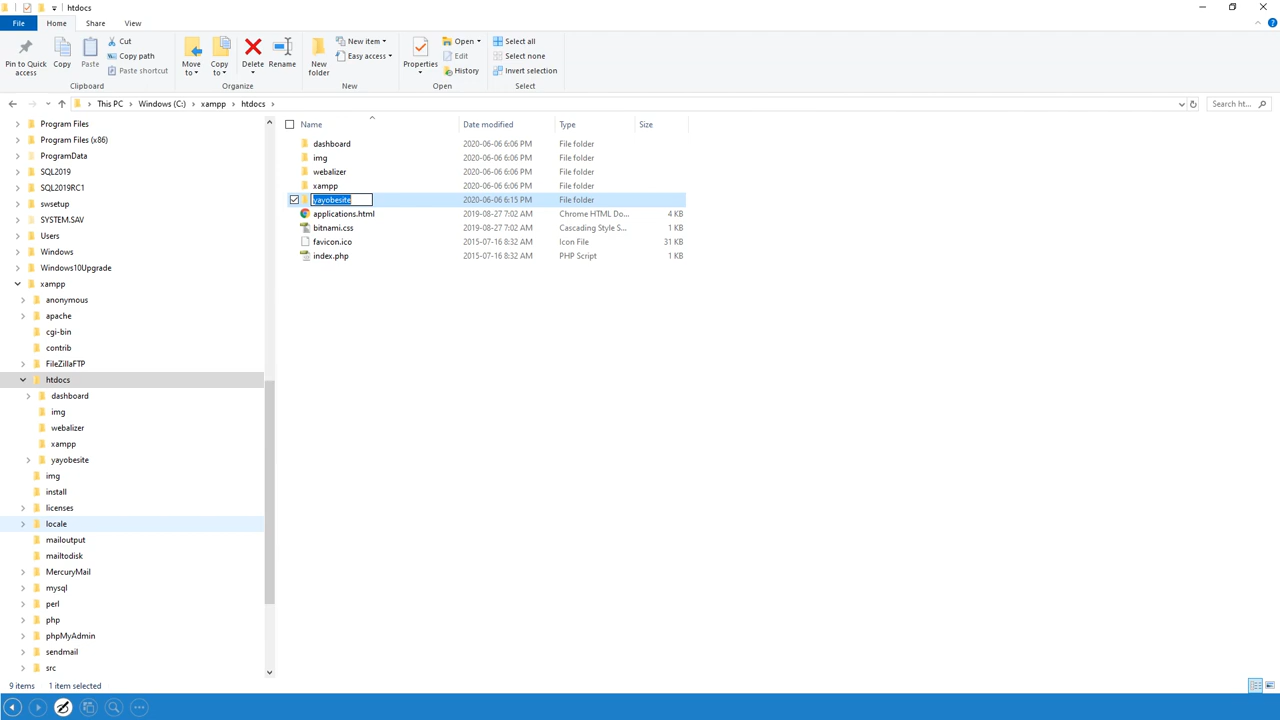 htdocs
File Home Share View
Pin to Quick access
Copy
Paste
Cut
Copy path
Paste shortcut
Clipboard
Move to
Copy to
Delete
Rename
Organize
New folder
New item
Easy access
New
Properties
Open
Edit
History
Open
Select all
Select none
Invert selection
Select
This PC > Windows (C:) > xampp > htdocs >
Search ht...
Program Files
Program Files (x86)
ProgramData
SQL2019
SQL2019RC1
swsetup
SYSTEM.SAV
Users
Windows
Windows10Upgrade
xampp
anonymous
apache
cgi-bin
contrib
FileZillaFTP
htdocs
dashboard
img
webalizer
xampp
yayobesite
img
install
licenses
locale
mailoutput
mailtodisk
MercuryMail
mysql
perl
php
phpMyAdmin
sendmail
src
Name Date modified Type Size
dashboard 2020-06-06 6:06 PM File folder
img 2020-06-06 6:06 PM File folder
webalizer 2020-06-06 6:06 PM File folder
xampp 2020-06-06 6:06 PM File folder
yayobesite 2020-06-06 6:15 PM File folder
applications.html 2019-08-27 7:02 AM Chrome HTML Do... 4 KB
bitnami.css 2019-08-27 7:02 AM Cascading Style S... 1 KB
favicon.ico 2015-07-16 8:32 AM Icon File 31 KB
index.php 2015-07-16 8:32 AM PHP Script 1 KB
9 items 1 item selected